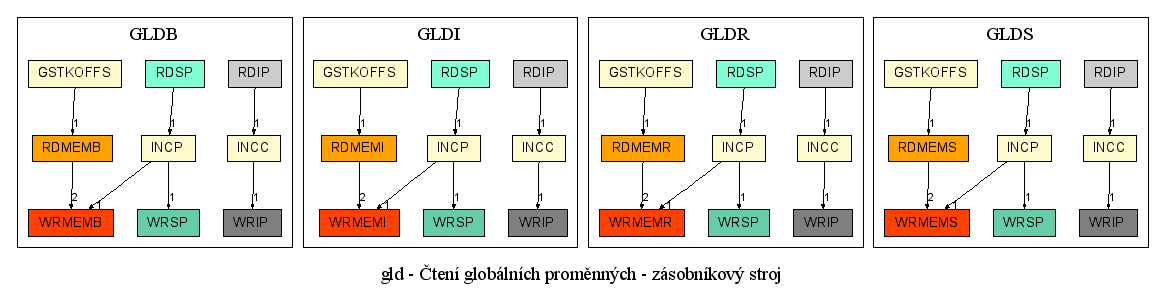 GLDB GLDI GLDR GLDS
GSTKOFFS RDSP RDIP GSTKOFFS RDSP RDIP GSTKOFFS RDSP RDIP GSTKOFFS RDSP RDIP
1 1 1 1 1 1 1 1 1 1 1 1
RDMEMB INCP INCC RDMEMI INCP INCC RDMEMR INCP INCC RDMEMS INCP INCC
2 1 1 1 2 1 1 1 2 1 1 1 2 1 1 1
WRMEMB WRSP WRIP WRMEMI WRSP WRIP WRMEMR WRSP WRIP WRMEMS WRSP WRIP
gld - Čtení globálních proměnných - zásobníkový stroj